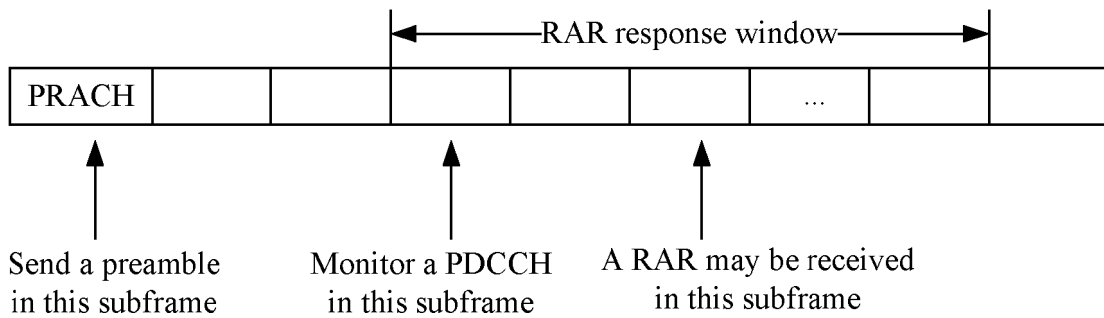 RAR response window
PRACH
...
Send a preamble
in this subframe
Monitor a PDCCH
in this subframe
A RAR may be received
in this subframe